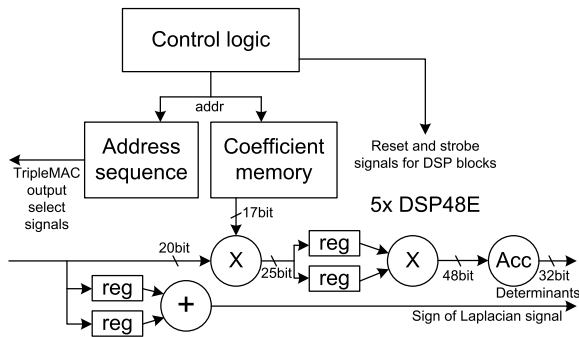 Control logic
addr
Address
sequence
Coefficient
memory
Reset and strobe
signals for DSP blocks
TripleMAC
output
select
signals
17bit
5x DSP48E
20bit
X
25bit
reg
reg
X
48bit
Acc
32bit
Determinants
reg
reg
+
Sign of Laplacian signal